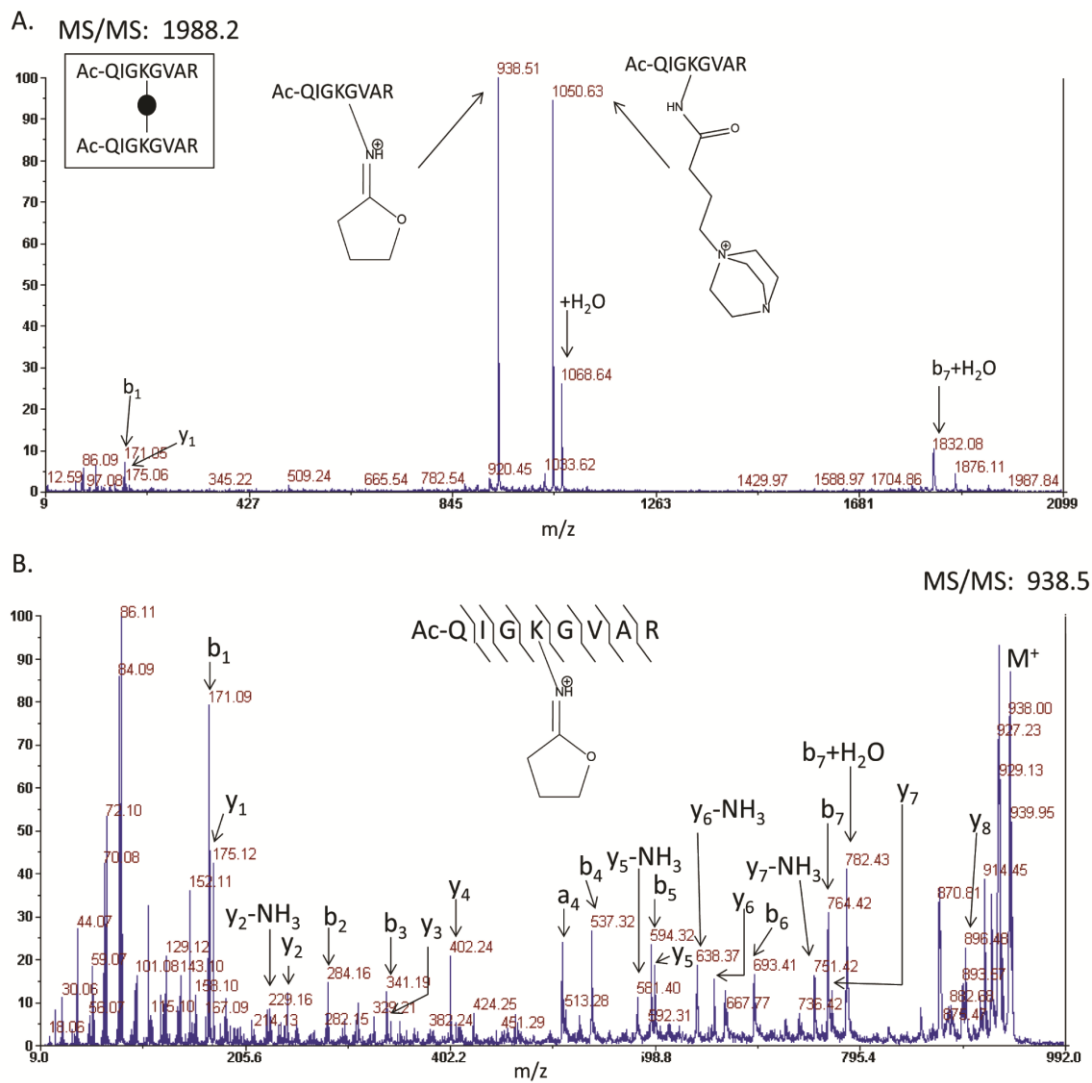 A.
MS/MS: 1988.2
Ac-QIGKGVAR
Ac-QIGKGVAR
Ac-QIGKGVAR
NH
O
938.51
1050.63
Ac-QIGKGVAR
HN
O
N
N
+H₂O
1068.64
b₁
y₁
b₇+H₂O
100
90
80
70
60
50
40
30
20
10
0
12.59
86.09
97.08
171.05
175.06
345.22
509.24
665.54
782.54
920.45
1033.62
1429.97
1588.97
1704.86
1832.08
1876.11
1987.84
9
427
845
1263
1681
2099
m/z
B.
MS/MS: 938.5
Ac-QIGKGVAR
NH
O
M⁺
100
90
80
70
60
50
40
30
20
10
0
b₁
y₁
y₂-NH₃
y₂
b₂
b₃
y₃
y₄
a₄
b₄
y₅-NH₃
b₅
y₅
y₆-NH₃
y₆
b₆
y₇-NH₃
b₇
b₇+H₂O
y₇
y₈
86.11
84.09
72.10
70.08
44.07
59.07
30.06
18.06
56.07
101.08
129.12
143.10
115.10
152.11
158.10
167.09
171.09
175.12
214.13
229.16
284.16
282.15
329.21
341.19
382.24
402.24
424.25
451.29
513.28
537.32
581.40
594.32
592.31
638.37
667.77
693.41
736.42
751.42
764.42
782.43
870.81
882.66
893.57
896.48
914.45
927.23
929.13
938.00
939.95
9.0
205.6
402.2
598.8
795.4
992.0
m/z